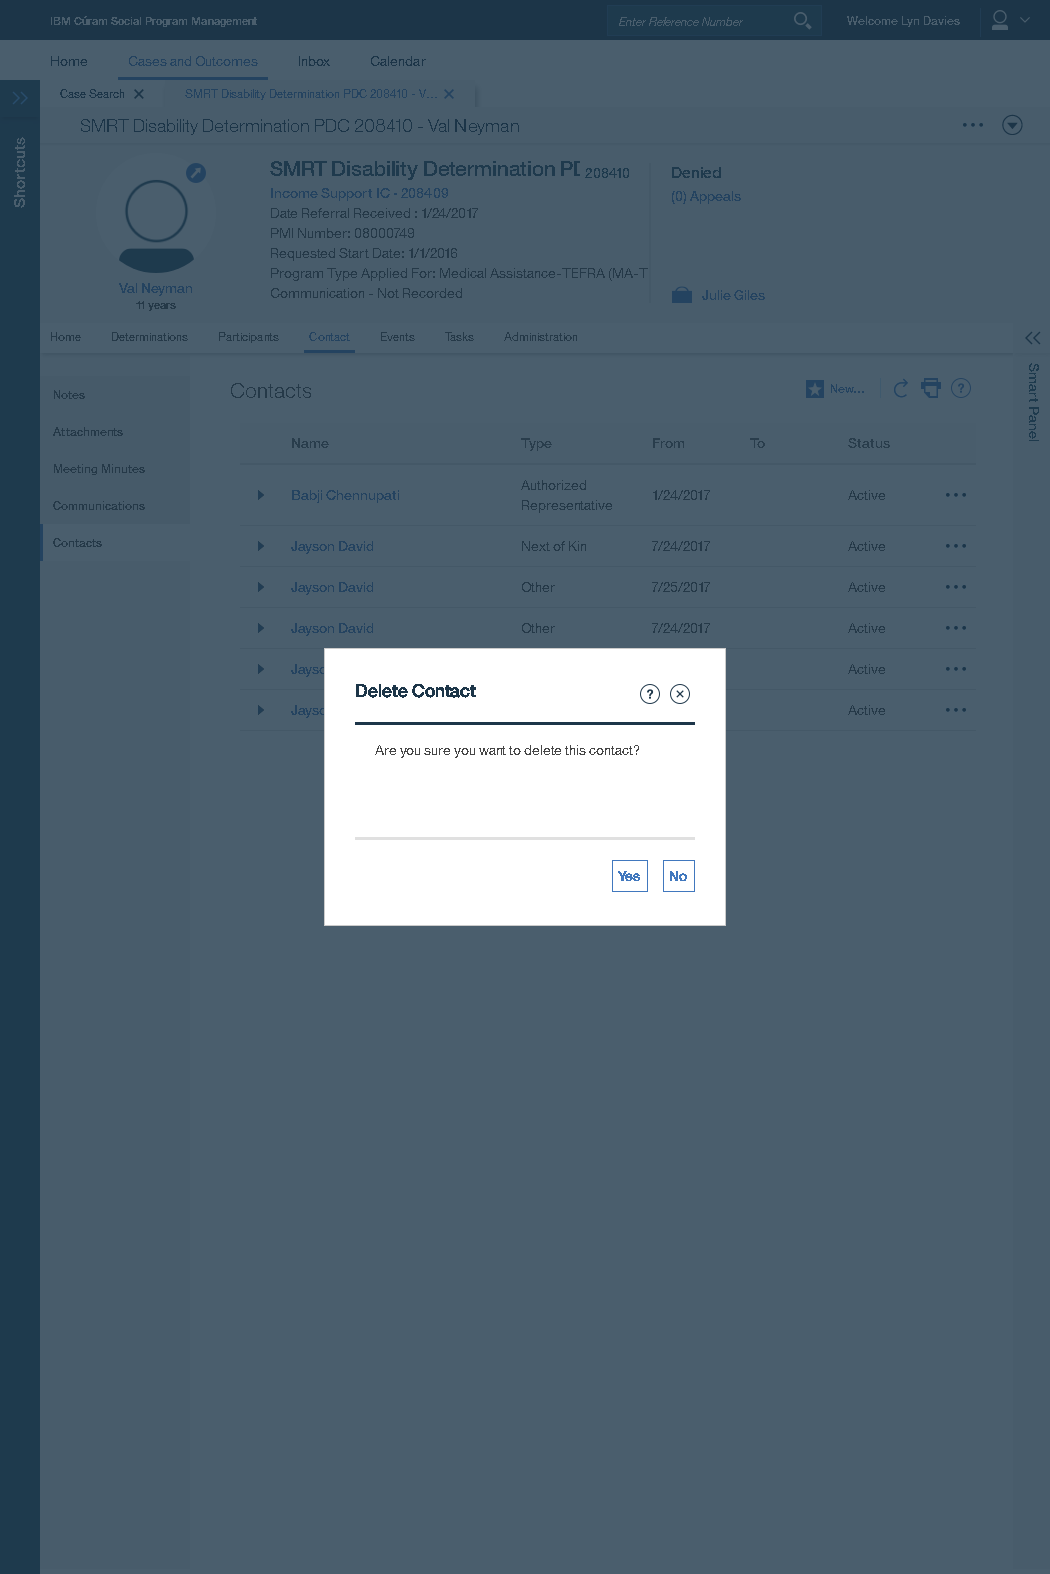 IBM Cúram Social Program Management
Enter Reference Number
Welcome Lyn Davies
Home Cases and Outcomes Inbox Calendar
Case Search SMRT Disability Determination PDC 208410 - V...
SMRT Disability Determination PDC 208410 - Val Neyman
Shortcuts
SMRT Disability Determination PD 208410
Income Support IC - 208409
Date Referral Received : 1/24/2017
PMI Number: 08000749
Requested Start Date: 1/1/2016
Program Type Applied For: Medical Assistance-TEFRA (MA-T
Communication - Not Recorded
Val Neyman
11 years
Denied
(0) Appeals
Julie Giles
Home Determinations Participants Contact Events Tasks Administration
Smart Panel
Notes
Attachments
Meeting Minutes
Communications
Contacts
Contacts
New...
Name Type From To Status
Babji Chennupati Authorized Representative 1/24/2017 Active
Jayson David Next of Kin 7/24/2017 Active
Jayson David Other 7/25/2017 Active
Jayson David Other 7/24/2017 Active
Jayso Active
Jayso Active
Delete Contact
Are you sure you want to delete this contact?
Yes No